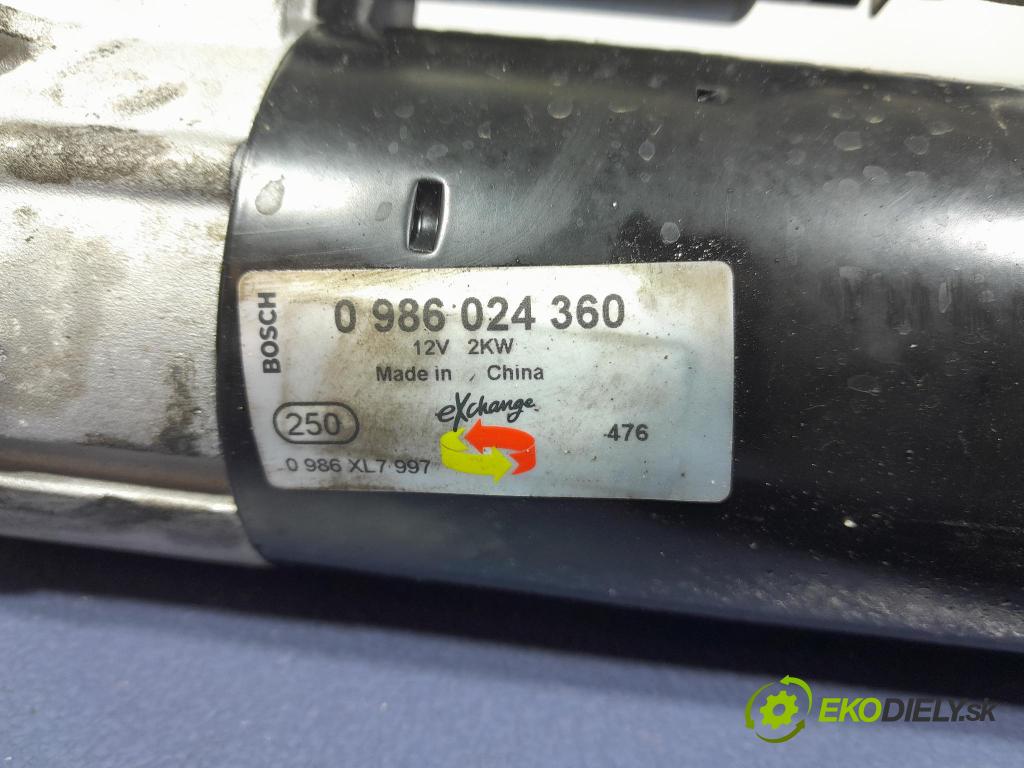 BOSCH
0 986 024 360
12V 2KW
Made in China
eXchange
250
476
0 986 XL7 997
EKODIELY.sk